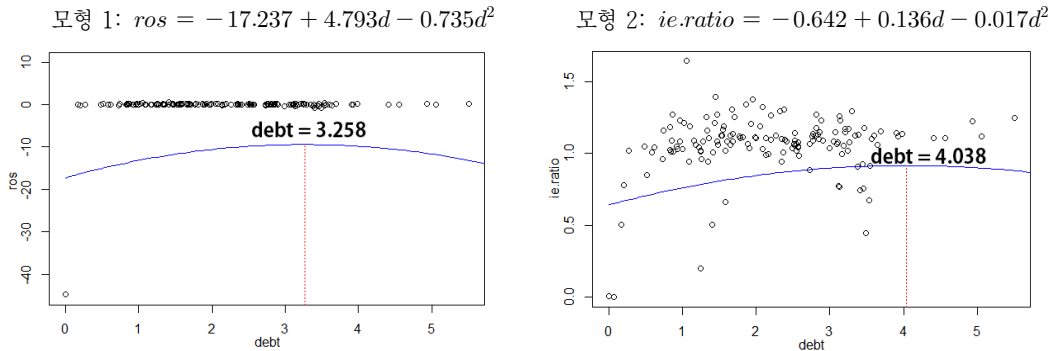 모형 1: ros = −17.237 + 4.793d − 0.735d²
모형 2: ie.ratio = −0.642 + 0.136d − 0.017d²
10
0
-10
-20
-30
-40
ros
debt = 3.258
0 1 2 3 4 5
debt
1.5
1.0
0.5
0.0
ie.ratio
debt = 4.038
0 1 2 3 4 5
debt